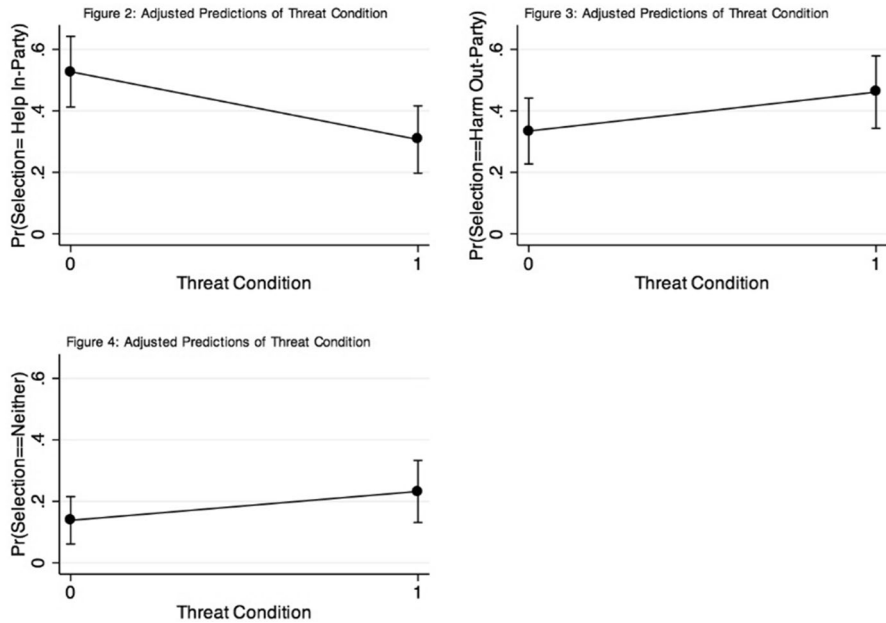 Figure 2: Adjusted Predictions of Threat Condition
Pr(Selection= Help In-Party)
.6
.4
.2
0
0 1
Threat Condition
Figure 3: Adjusted Predictions of Threat Condition
Pr(Selection==Harm Out-Party)
.6
.4
.2
0
0 1
Threat Condition
Figure 4: Adjusted Predictions of Threat Condition
Pr(Selection==Neither)
.6
.4
.2
0
0 1
Threat Condition